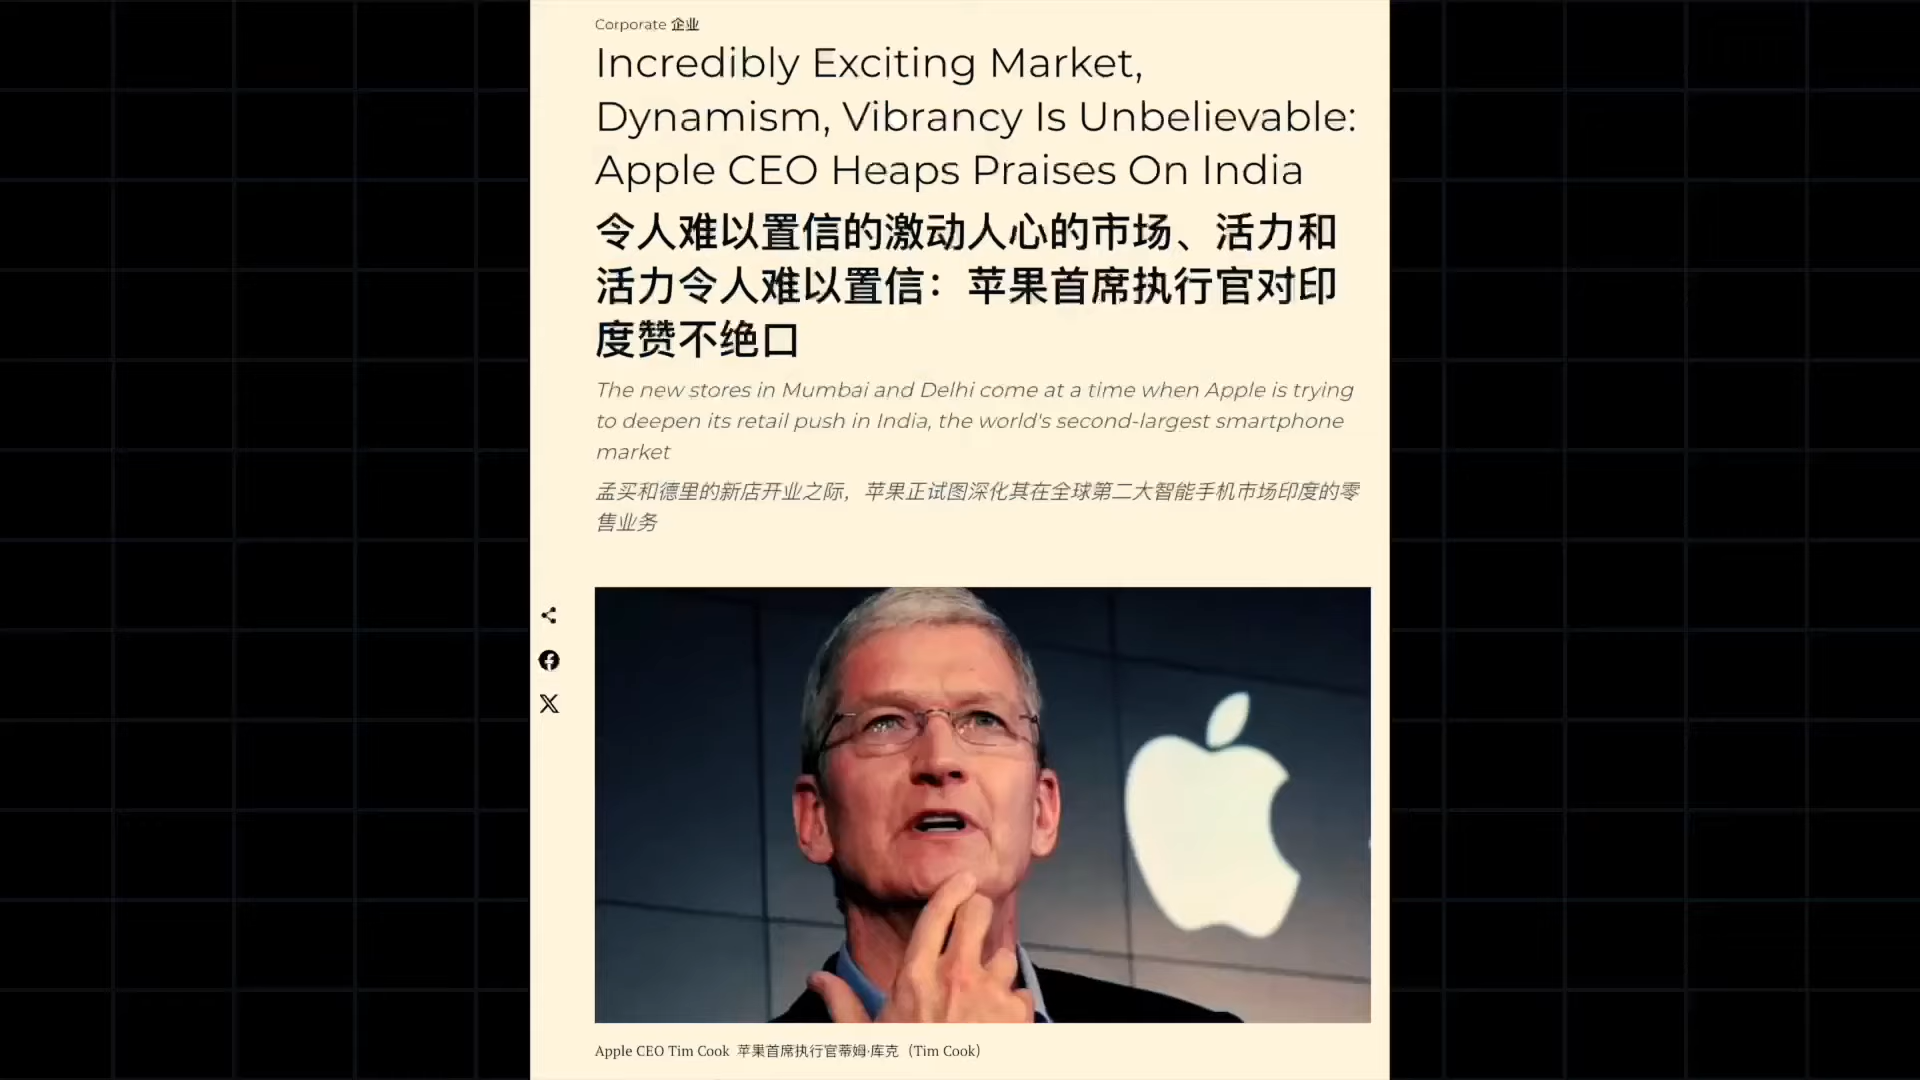 Corporate 企业
Incredibly Exciting Market,
Dynamism, Vibrancy Is Unbelievable:
Apple CEO Heaps Praises On India
令人难以置信的激动人心的市场、活力和
活力令人难以置信：苹果首席执行官对印
度赞不绝口
The new stores in Mumbai and Delhi come at a time when Apple is trying
to deepen its retail push in India, the world's second-largest smartphone
market
孟买和德里的新店开业之际，苹果正试图深化其在全球第二大智能手机市场印度的零
售业务
Apple CEO Tim Cook 苹果首席执行官蒂姆·库克（Tim Cook）